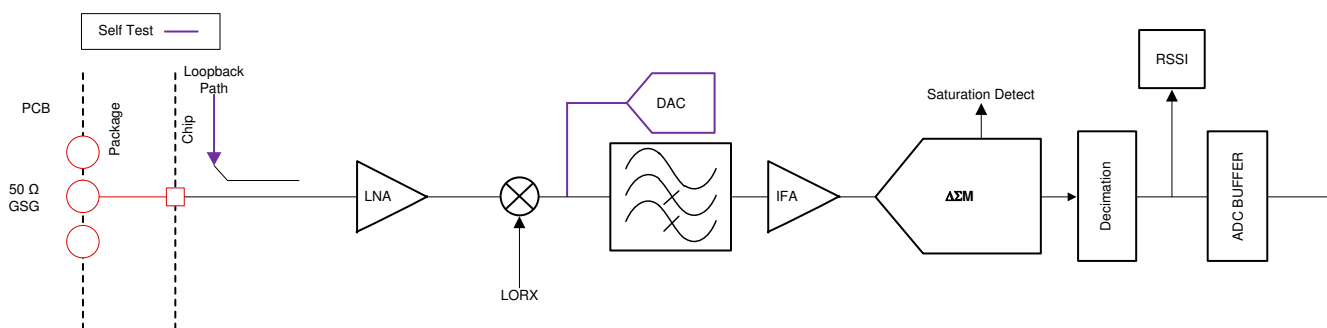 Self Test
Loopback
Path
PCB
Package
Chip
50 Ω
GSG
LNA
LORX
DAC
IFA
Saturation Detect
ΔΣM
Decimation
RSSI
ADC BUFFER